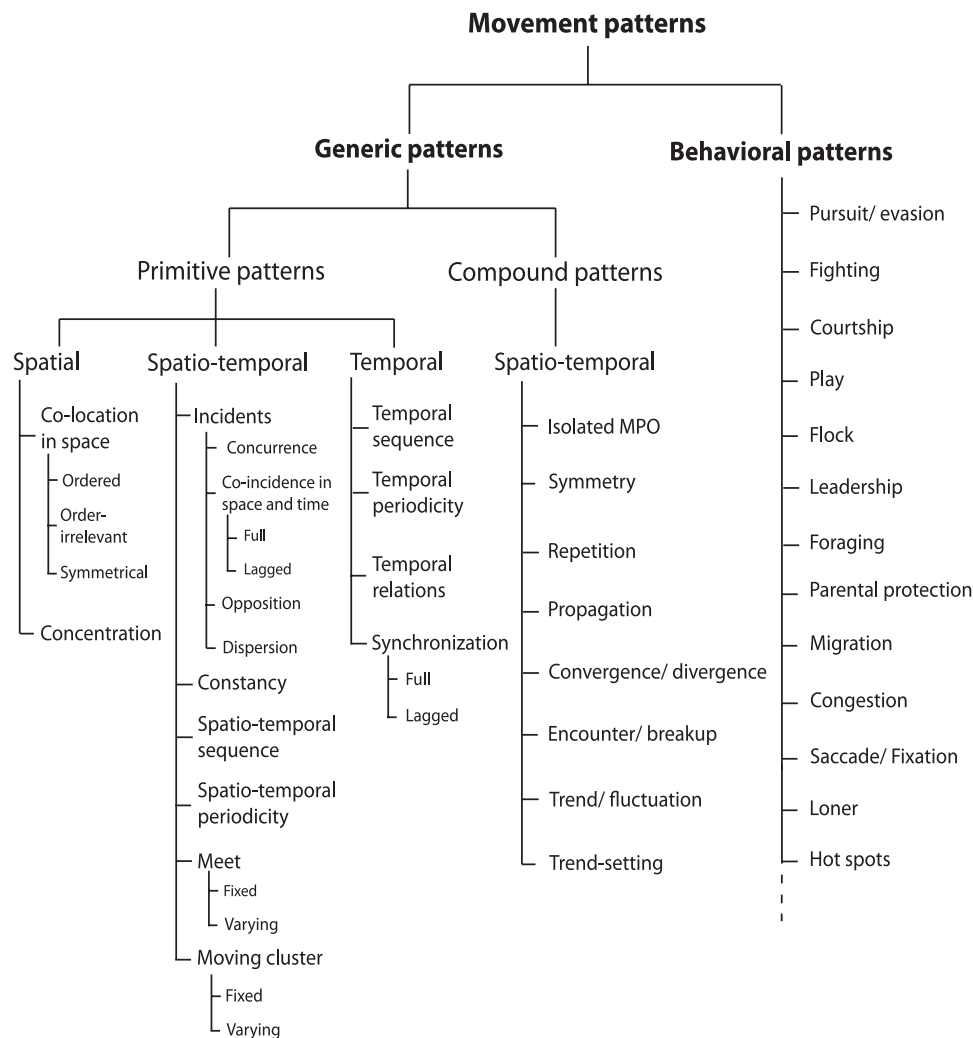 Movement patterns
Generic patterns
Behavioral patterns
Primitive patterns
Compound patterns
Spatial
Co-location
in space
Ordered
Order-
irrelevant
Symmetrical
Concentration
Spatio-temporal
Incidents
Concurrence
Co-incidence in
space and time
Full
Lagged
Opposition
Dispersion
Constancy
Spatio-temporal
sequence
Spatio-temporal
periodicity
Meet
Fixed
Varying
Moving cluster
Fixed
Varying
Temporal
Temporal
sequence
Temporal
periodicity
Temporal
relations
Synchronization
Full
Lagged
Spatio-temporal
Isolated MPO
Symmetry
Repetition
Propagation
Convergence/ divergence
Encounter/ breakup
Trend/ fluctuation
Trend-setting
Pursuit/ evasion
Fighting
Courtship
Play
Flock
Leadership
Foraging
Parental protection
Migration
Congestion
Saccade/ Fixation
Loner
Hot spots